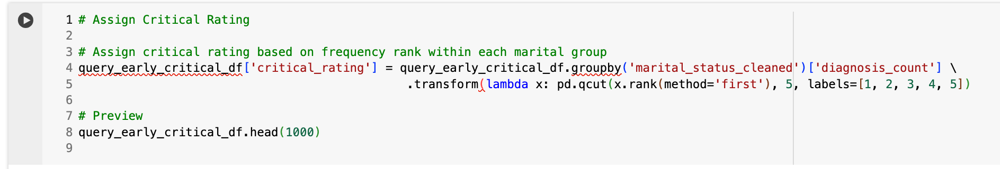 1 # Assign Critical Rating
2
3 # Assign critical rating based on frequency rank within each marital group
4 query_early_critical_df['critical_rating'] = query_early_critical_df.groupby('marital_status_cleaned')['diagnosis_count'] \
5                                               .transform(lambda x: pd.qcut(x.rank(method='first'), 5, labels=[1, 2, 3, 4, 5])
6
7 # Preview
8 query_early_critical_df.head(1000)
9